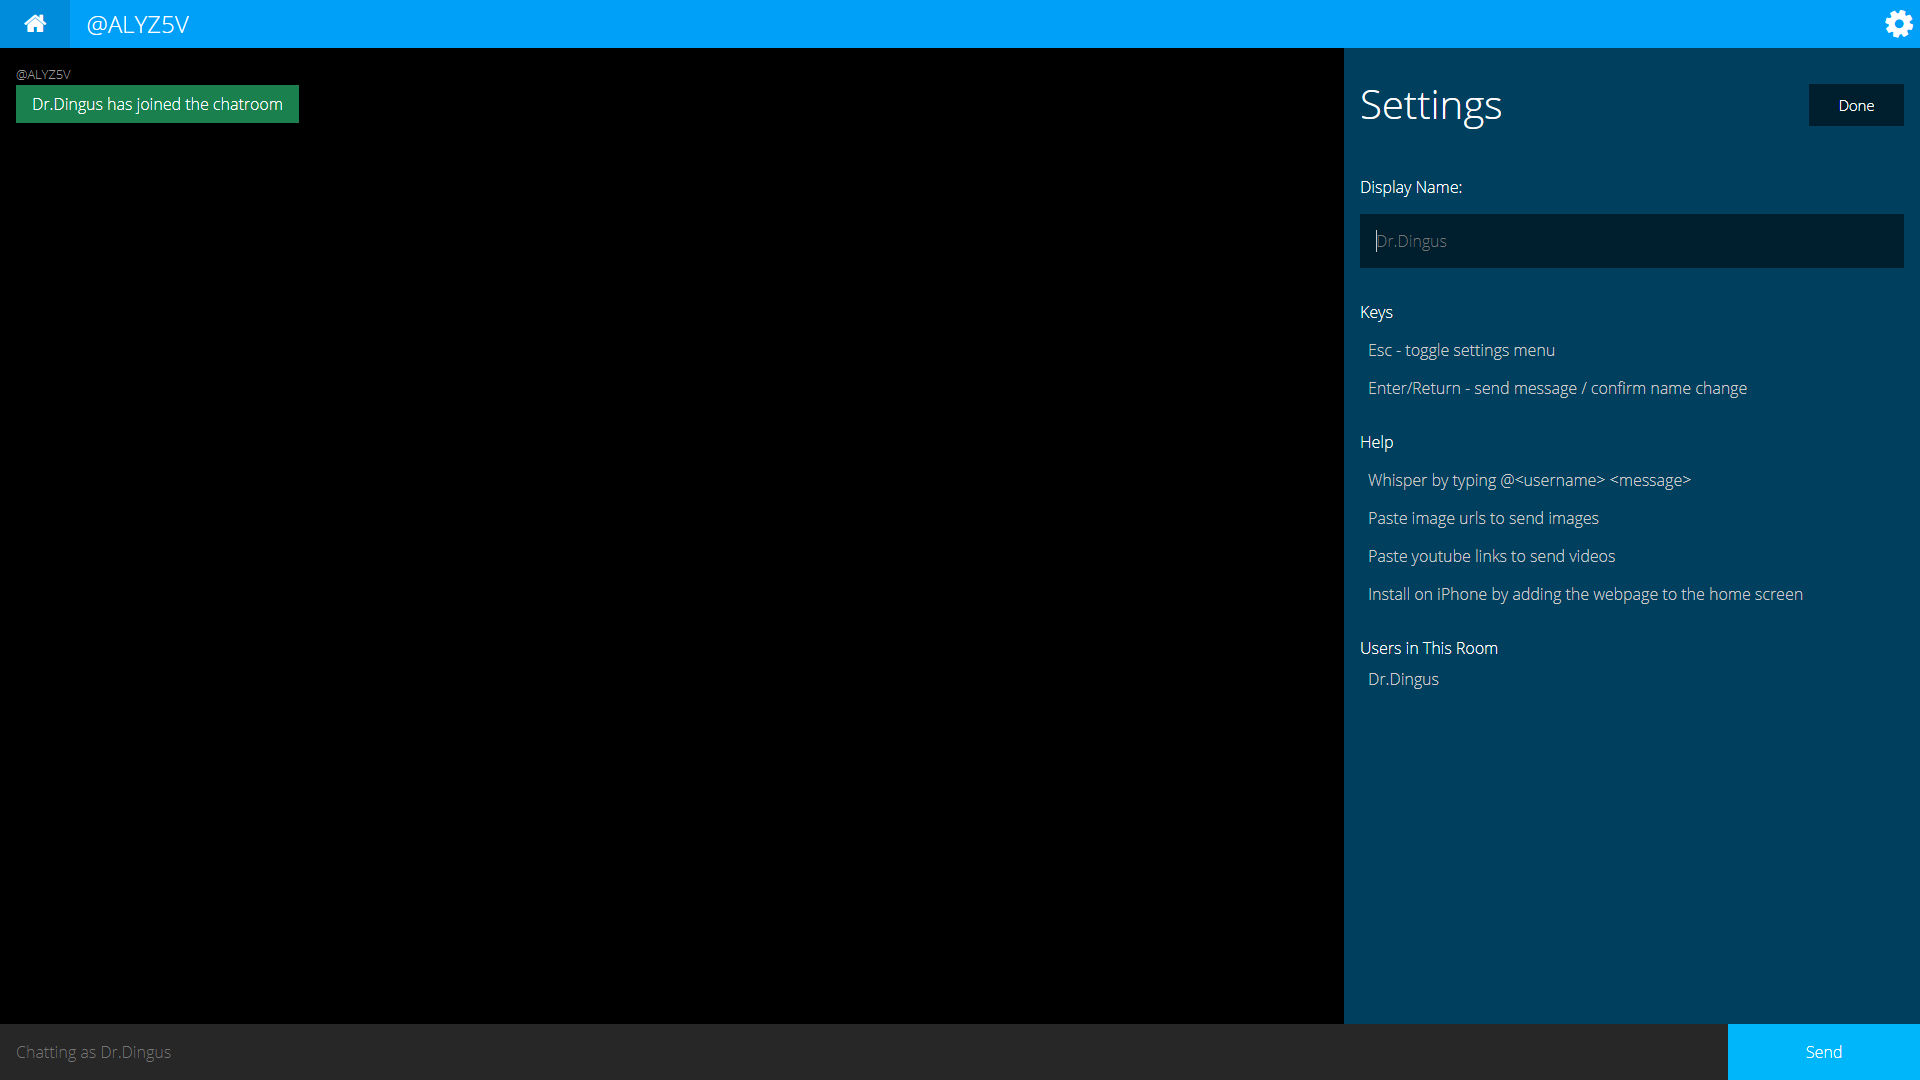 @ALYZ5V
@ALYZ5V
Dr.Dingus has joined the chatroom
Settings
Done
Display Name:
Dr.Dingus
Keys
Esc - toggle settings menu
Enter/Return - send message / confirm name change
Help
Whisper by typing @<username> <message>
Paste image urls to send images
Paste youtube links to send videos
Install on iPhone by adding the webpage to the home screen
Users in This Room
Dr.Dingus
Chatting as Dr.Dingus
Send